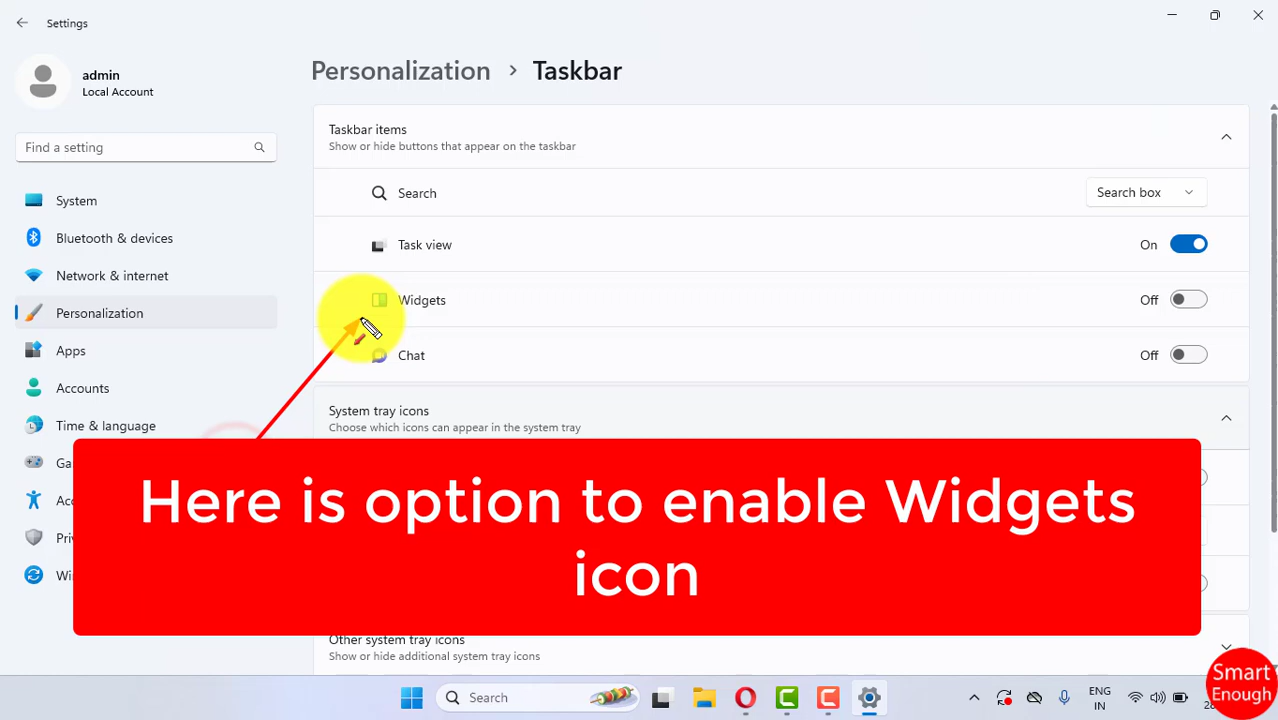 Settings
admin
Local Account
Find a setting
System
Bluetooth & devices
Network & internet
Personalization
Apps
Accounts
Time & language
Personalization > Taskbar
Taskbar items
Show or hide buttons that appear on the taskbar
Search
Search box
Task view
On
Widgets
Off
Chat
Off
System tray icons
Choose which icons can appear in the system tray
Here is option to enable Widgets
icon
Other system tray icons
Show or hide additional system tray icons
Search
ENG
IN
Smart
Enough